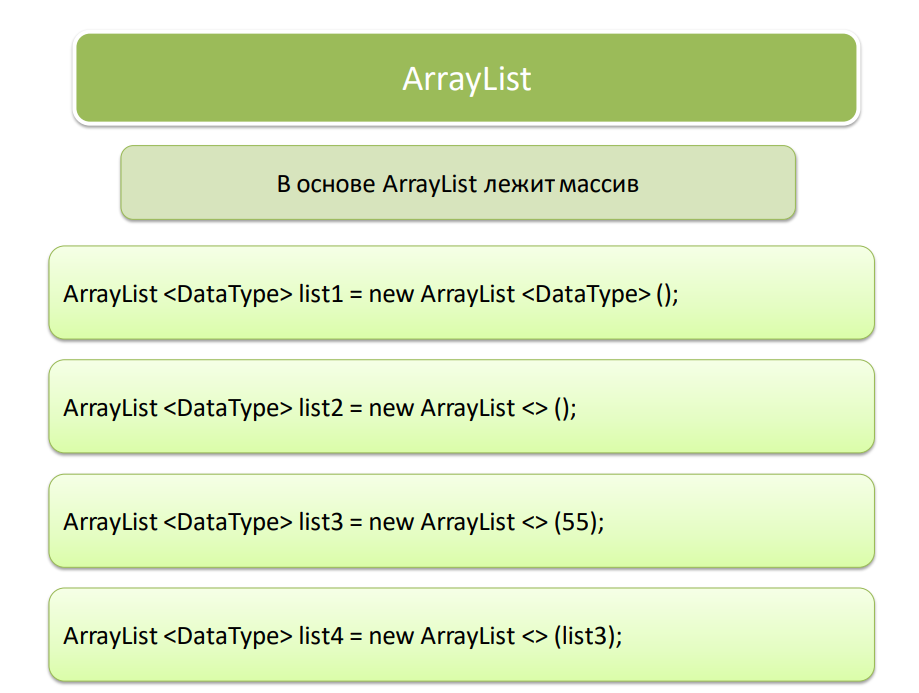 ArrayList
В основе ArrayList лежит массив
ArrayList <DataType> list1 = new ArrayList <DataType> ();
ArrayList <DataType> list2 = new ArrayList <> ();
ArrayList <DataType> list3 = new ArrayList <> (55);
ArrayList <DataType> list4 = new ArrayList <> (list3);